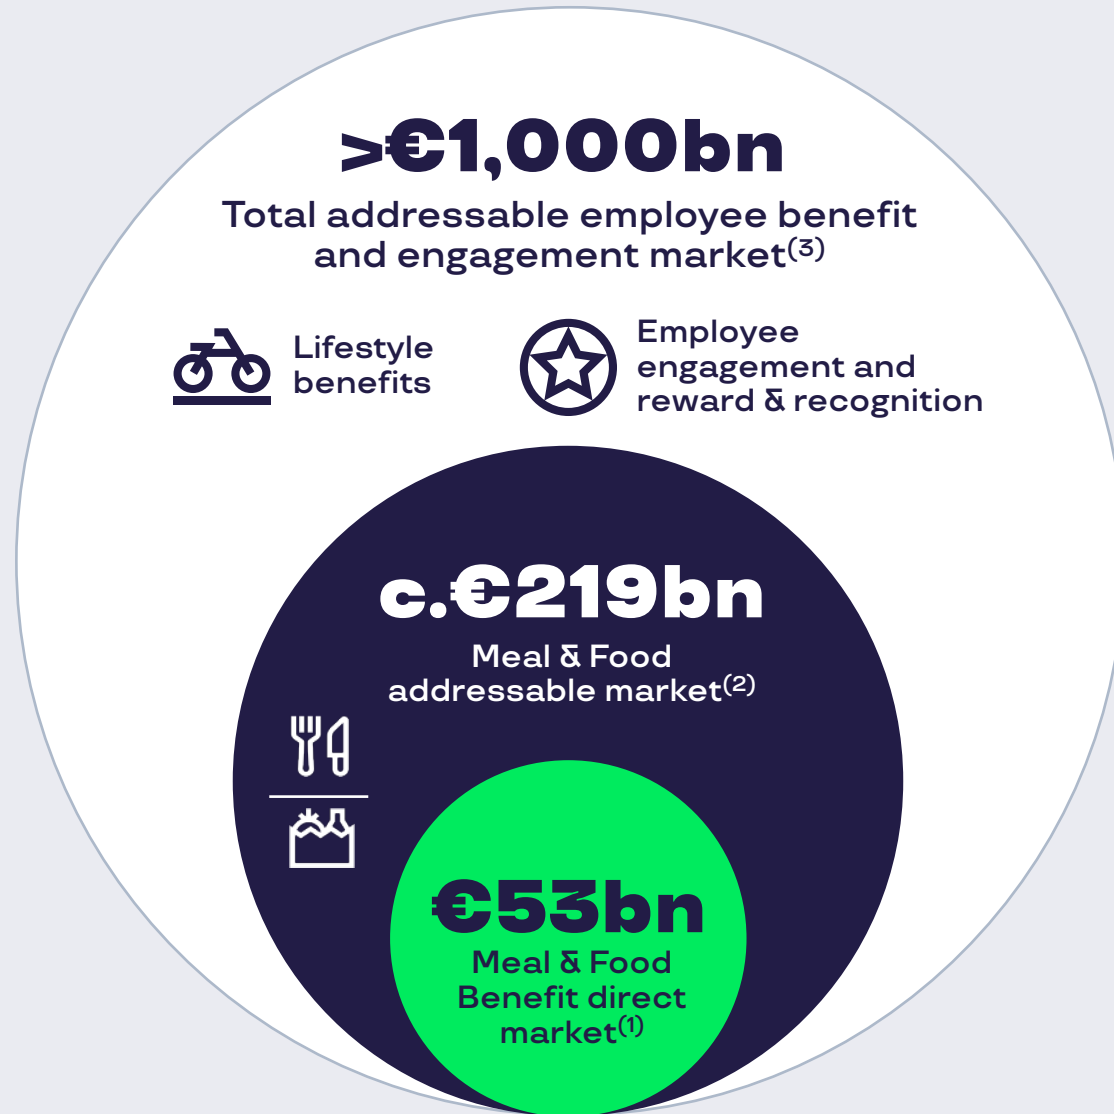 >€1,000bn
Total addressable employee benefit
and engagement market(3)
Lifestyle
benefits
Employee
engagement and
reward & recognition
c.€219bn
Meal & Food
addressable market(2)
€53bn
Meal & Food
Benefit direct
market(1)